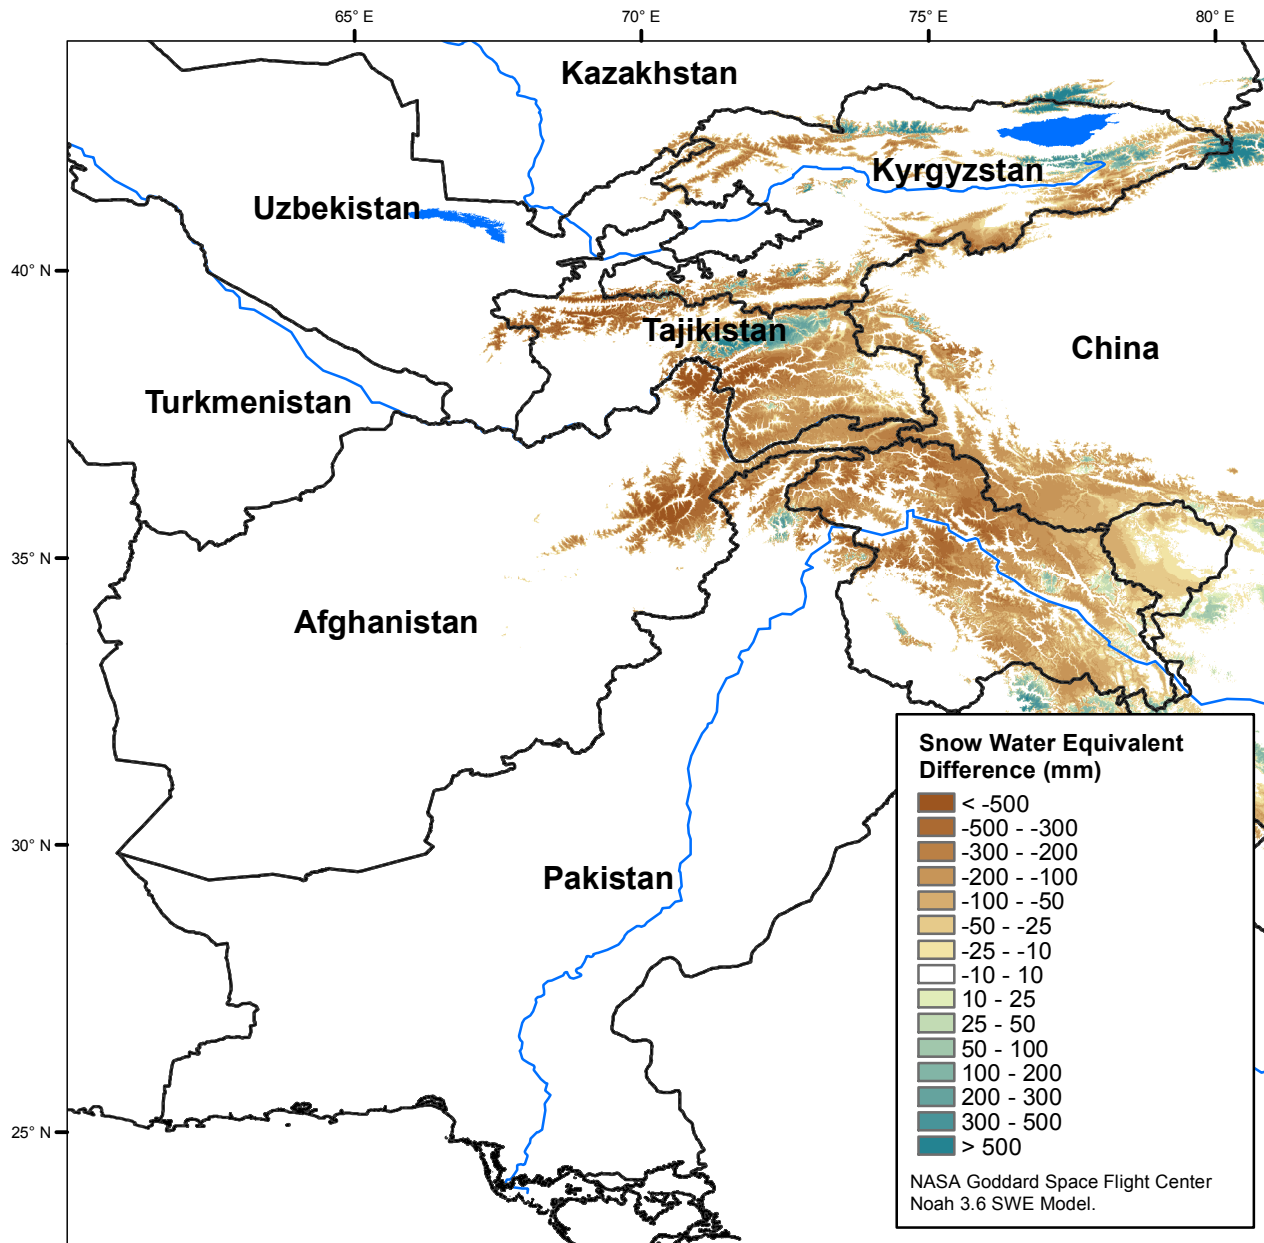 65° E
70° E
75° E
80° E
Kazakhstan
Kyrgyzstan
Uzbekistan
40° N
Tajikistan
China
Turkmenistan
35° N
Afghanistan
Snow Water Equivalent
Difference (mm)
< -500
-500 - -300
-300 - -200
-200 - -100
-100 - -50
-50 - -25
-25 - -10
-10 - 10
10 - 25
25 - 50
50 - 100
100 - 200
200 - 300
300 - 500
> 500
NASA Goddard Space Flight Center
Noah 3.6 SWE Model.
30° N
Pakistan
25° N